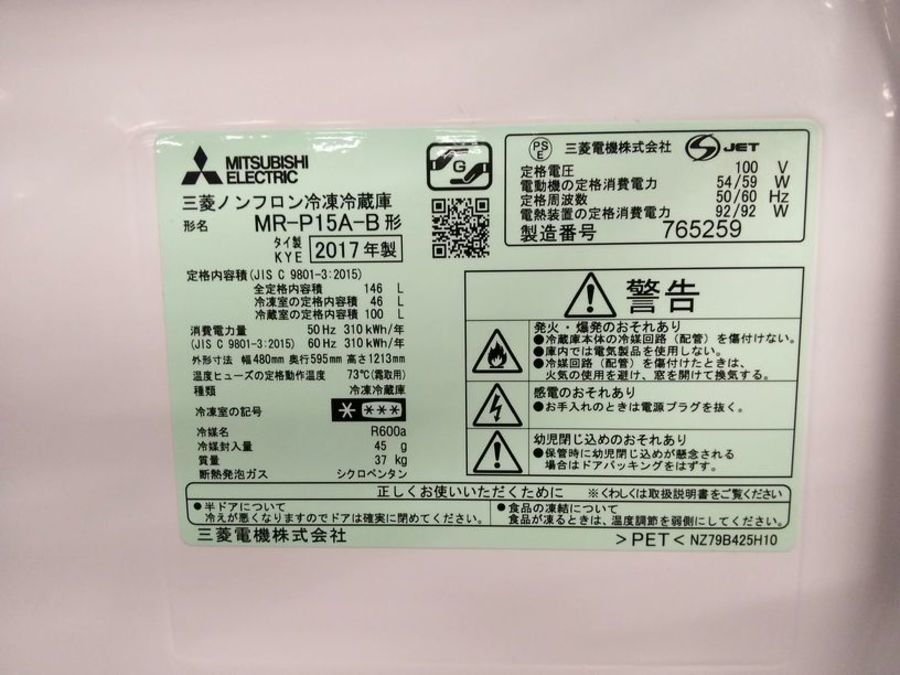 MITSUBISHI
ELECTRIC
三菱ノンフロン冷凍冷蔵庫
形名 MR-P15A-B形
タイ製
KYE 2017年製
G
定格内容積(JIS C 9801-3:2015)
全定格内容積 146 L
冷凍室の定格内容積 46 L
冷蔵室の定格内容積 100 L
消費電力量 50Hz 310kWh/年
(JIS C 9801-3:2015) 60Hz 310kWh/年
外形寸法 幅480mm 奥行595mm 高さ1213mm
温度ヒューズの定格動作温度 73℃(霜取用)
種類 冷凍冷蔵庫
冷凍室の記号 * ***
冷媒名 R600a
冷媒封入量 45 g
質量 37 kg
断熱発泡ガス シクロペンタン
PS
E
三菱電機株式会社 JET
定格電圧 100 V
電動機の定格消費電力 54/59 W
定格周波数 50/60 Hz
電熱装置の定格消費電力 92/92 W
製造番号 765259
警告
発火・爆発のおそれあり
●冷蔵庫本体の冷媒回路(配管)を傷付けない。
●庫内では電気製品を使用しない。
●冷媒回路(配管)を傷付けたときは、
火気の使用を避け、窓を開けて換気する。
感電のおそれあり
●お手入れのときは電源プラグを抜く。
幼児閉じ込めのおそれあり
●保管時に幼児閉じ込めが懸念される
場合はドアパッキングをはずす。
正しくお使いいただくために ※くわしくは取扱説明書をご覧ください
●半ドアについて
冷えが悪くなりますのでドアは確実に閉めてください。
●食品の凍結について
食品が凍るときは、温度調節を弱側にしてください。
三菱電機株式会社
>PET< NZ79B425H10